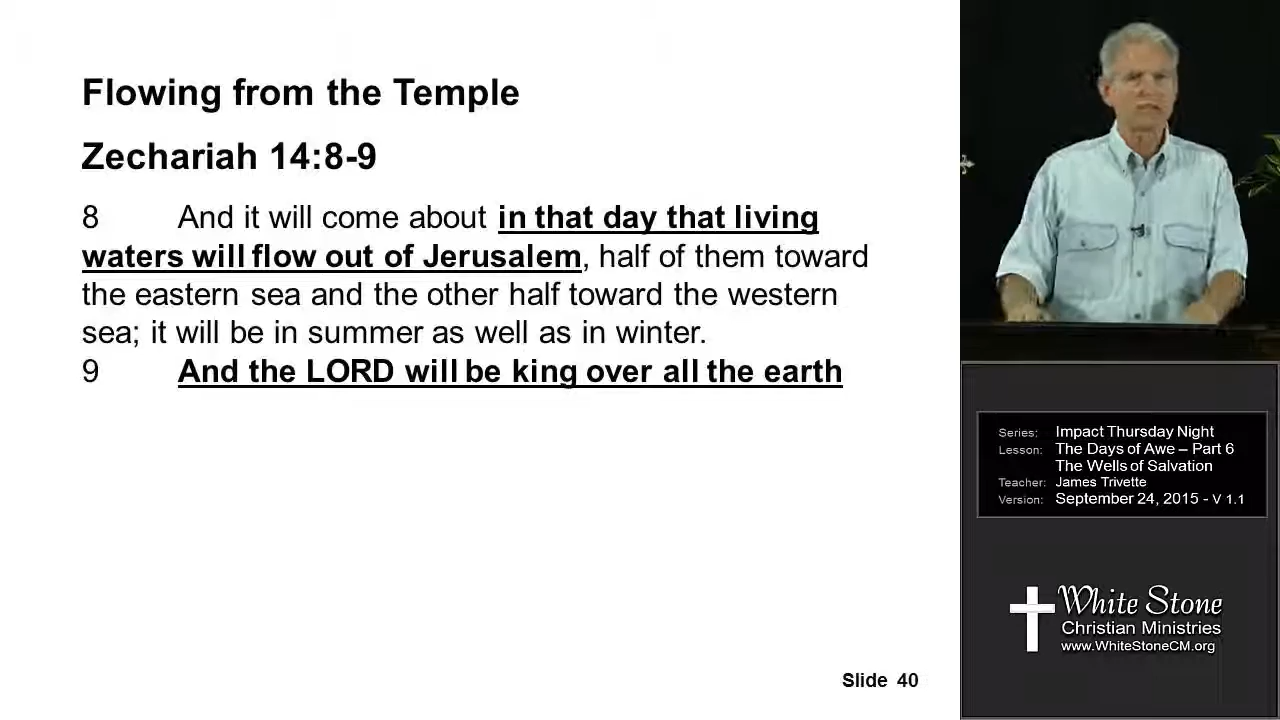 Flowing from the Temple
Zechariah 14:8-9
8 And it will come about in that day that living
waters will flow out of Jerusalem, half of them toward
the eastern sea and the other half toward the western
sea; it will be in summer as well as in winter.
9 And the LORD will be king over all the earth
Slide 40
Series: Impact Thursday Night
Lesson: The Days of Awe – Part 6
The Wells of Salvation
Teacher: James Trivette
Version: September 24, 2015 - V 1.1
White Stone
Christian Ministries
www.WhiteStoneCM.org